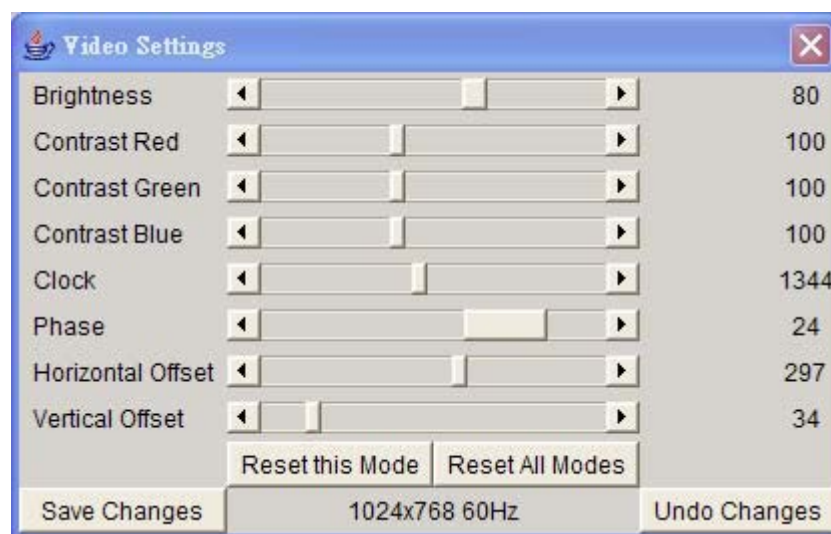 Video Settings
Brightness 80
Contrast Red 100
Contrast Green 100
Contrast Blue 100
Clock 1344
Phase 24
Horizontal Offset 297
Vertical Offset 34
Reset this Mode Reset All Modes
Save Changes 1024x768 60Hz Undo Changes